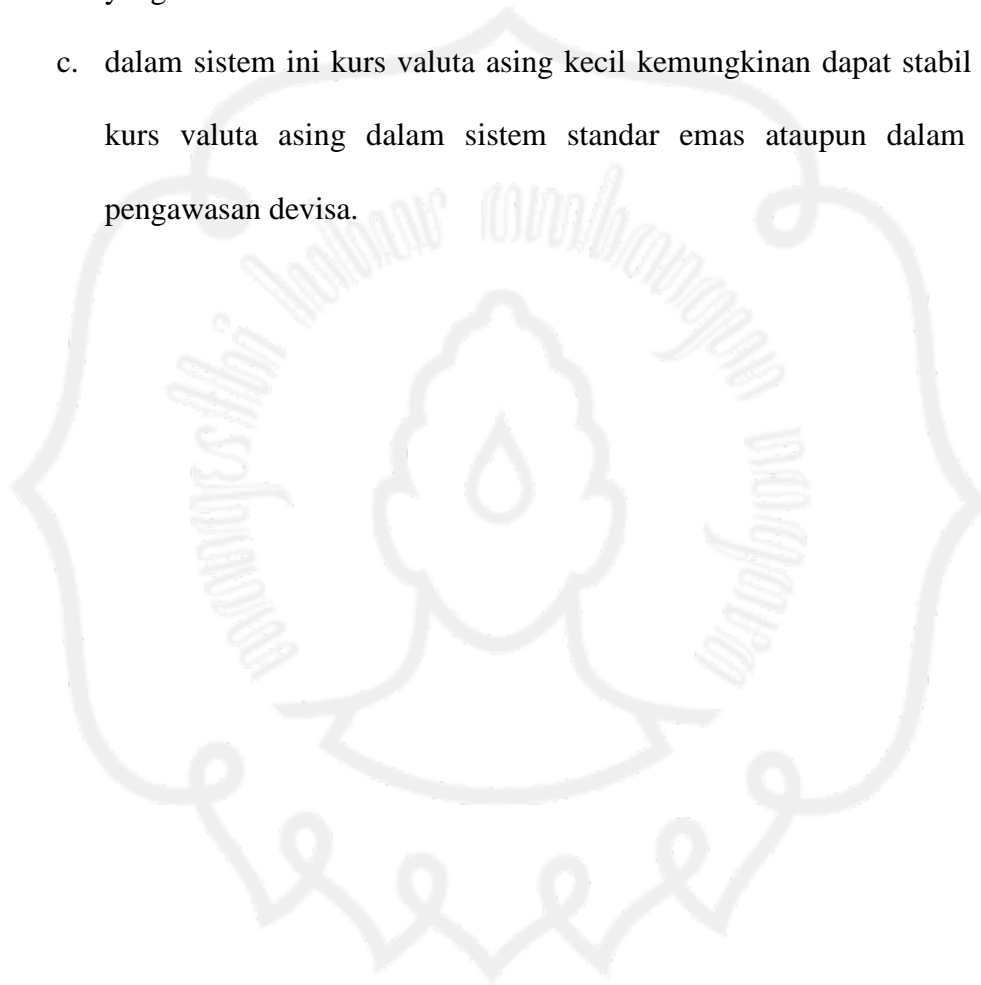 c. dalam sistem ini kurs valuta asing kecil kemungkinan dapat stabil
kurs valuta asing dalam sistem standar emas ataupun dalam
pengawasan devisa.